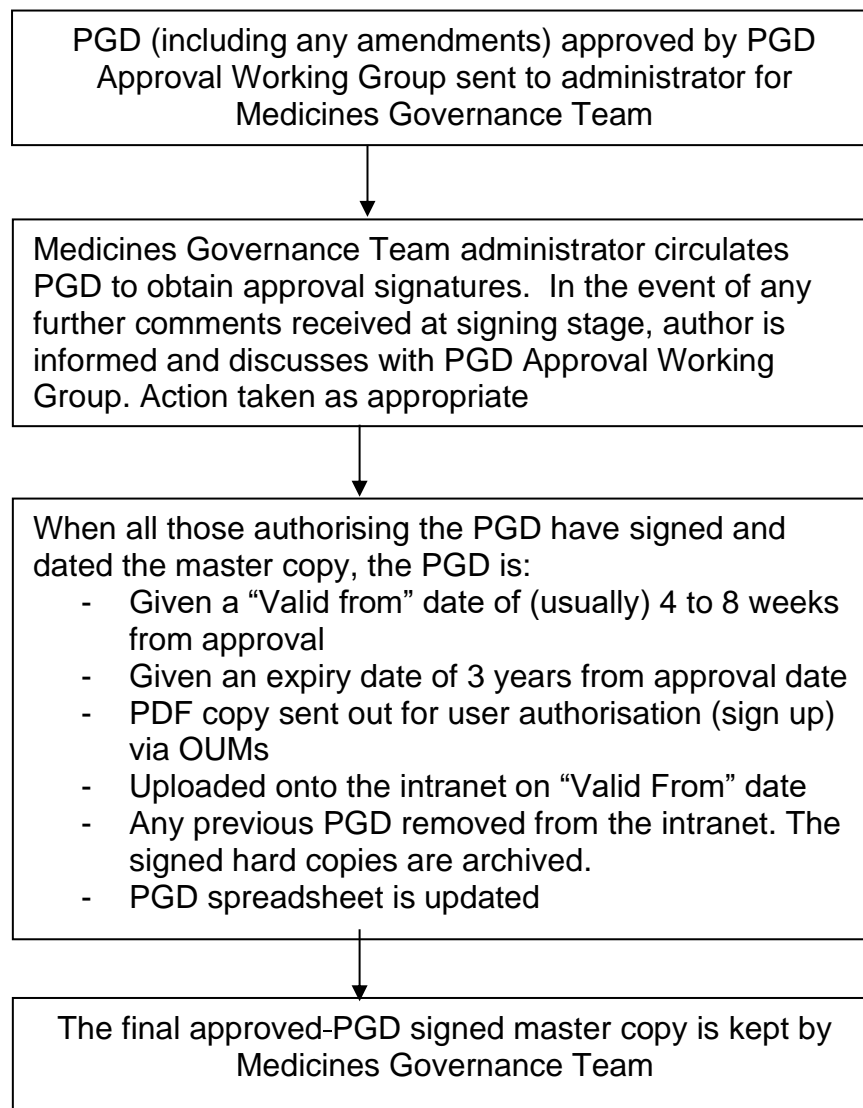 PGD (including any amendments) approved by PGD
Approval Working Group sent to administrator for
Medicines Governance Team
Medicines Governance Team administrator circulates
PGD to obtain approval signatures.  In the event of any
further comments received at signing stage, author is
informed and discusses with PGD Approval Working
Group. Action taken as appropriate
When all those authorising the PGD have signed and
dated the master copy, the PGD is:
- Given a “Valid from” date of (usually) 4 to 8 weeks
from approval
- Given an expiry date of 3 years from approval date
- PDF copy sent out for user authorisation (sign up)
via OUMs
- Uploaded onto the intranet on “Valid From” date
- Any previous PGD removed from the intranet. The
signed hard copies are archived.
- PGD spreadsheet is updated
The final approved-PGD signed master copy is kept by
Medicines Governance Team